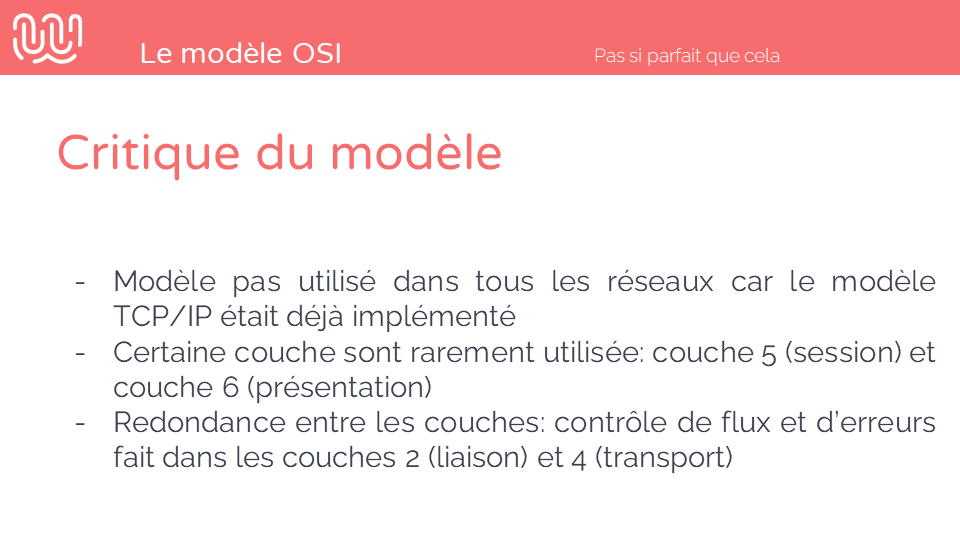 Le modèle OSI
Pas si parfait que cela
Critique du modèle
- Modèle pas utilisé dans tous les réseaux car le modèle
TCP/IP était déjà implémenté
- Certaine couche sont rarement utilisée: couche 5 (session) et
couche 6 (présentation)
- Redondance entre les couches: contrôle de flux et d’erreurs
fait dans les couches 2 (liaison) et 4 (transport)